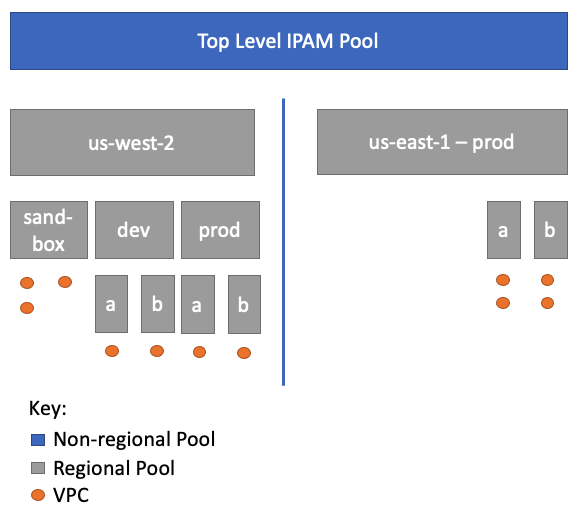 Top Level IPAM Pool
us-west-2
us-east-1 – prod
sand-
box
dev
prod
a
b
a
b
a
b
Key:
Non-regional Pool
Regional Pool
VPC